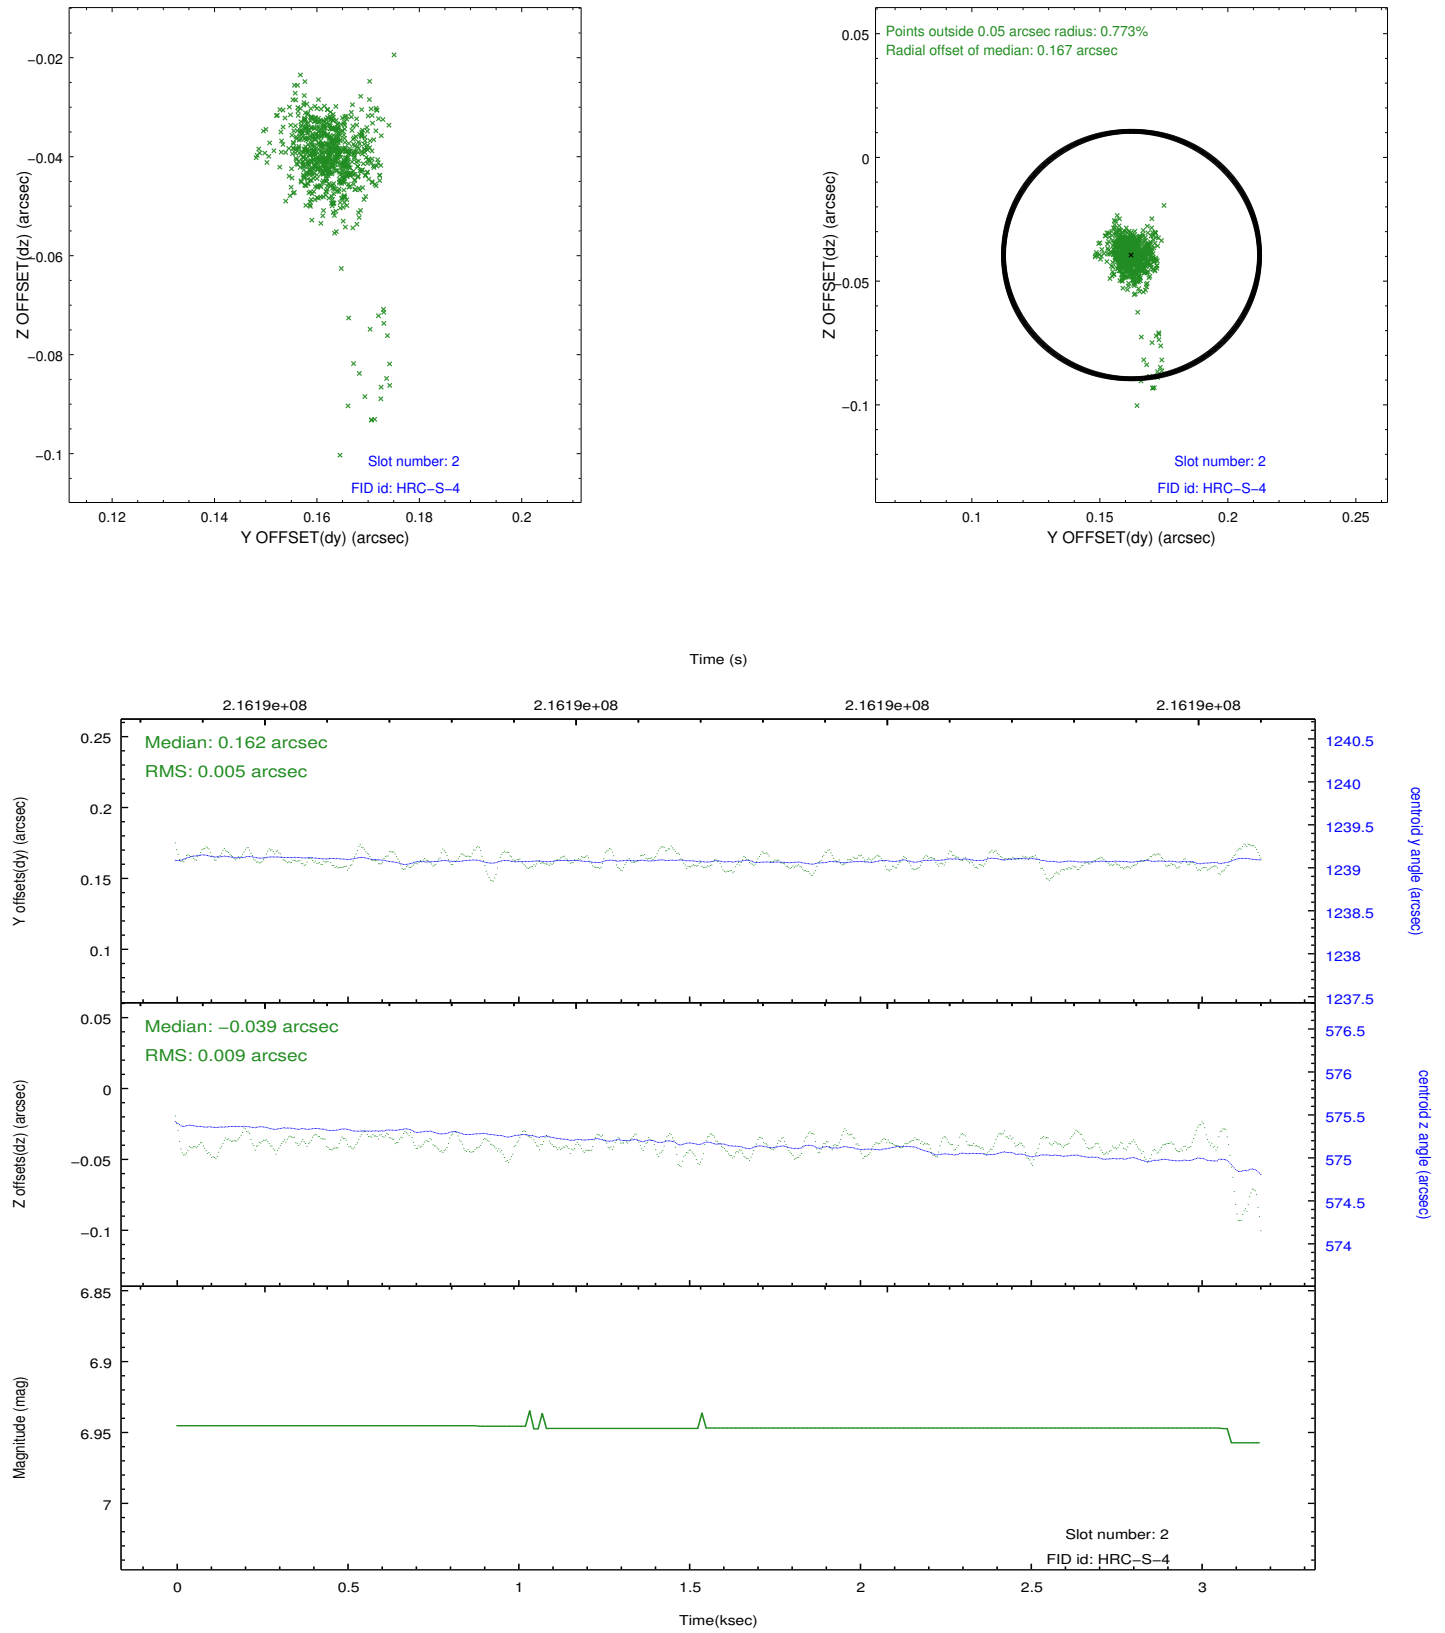 −0.02
−0.04
−0.06
−0.08
−0.1
Z OFFSET(dz) (arcsec)
Slot number: 2
FID id: HRC−S−4
0.12 0.14 0.16 0.18 0.2
Y OFFSET(dy) (arcsec)
Points outside 0.05 arcsec radius: 0.773%
Radial offset of median: 0.167 arcsec
0.05
0
−0.05
−0.1
Z OFFSET(dz) (arcsec)
Slot number: 2
FID id: HRC−S−4
0.1 0.15 0.2 0.25
Y OFFSET(dy) (arcsec)
Time (s)
2.1619e+08 2.1619e+08 2.1619e+08 2.1619e+08
Median: 0.162 arcsec
RMS: 0.005 arcsec
0.25
0.2
0.15
0.1
Y offsets(dy) (arcsec)
1240.5
1240
1239.5
1239
1238.5
1238
1237.5
centroid y angle (arcsec)
Median: −0.039 arcsec
RMS: 0.009 arcsec
0.05
0
−0.05
−0.1
Z offsets(dz) (arcsec)
576.5
576
575.5
575
574.5
574
centroid z angle (arcsec)
6.85
6.9
6.95
7
Magnitude (mag)
Slot number: 2
FID id: HRC−S−4
0 0.5 1 1.5 2 2.5 3
Time(ksec)